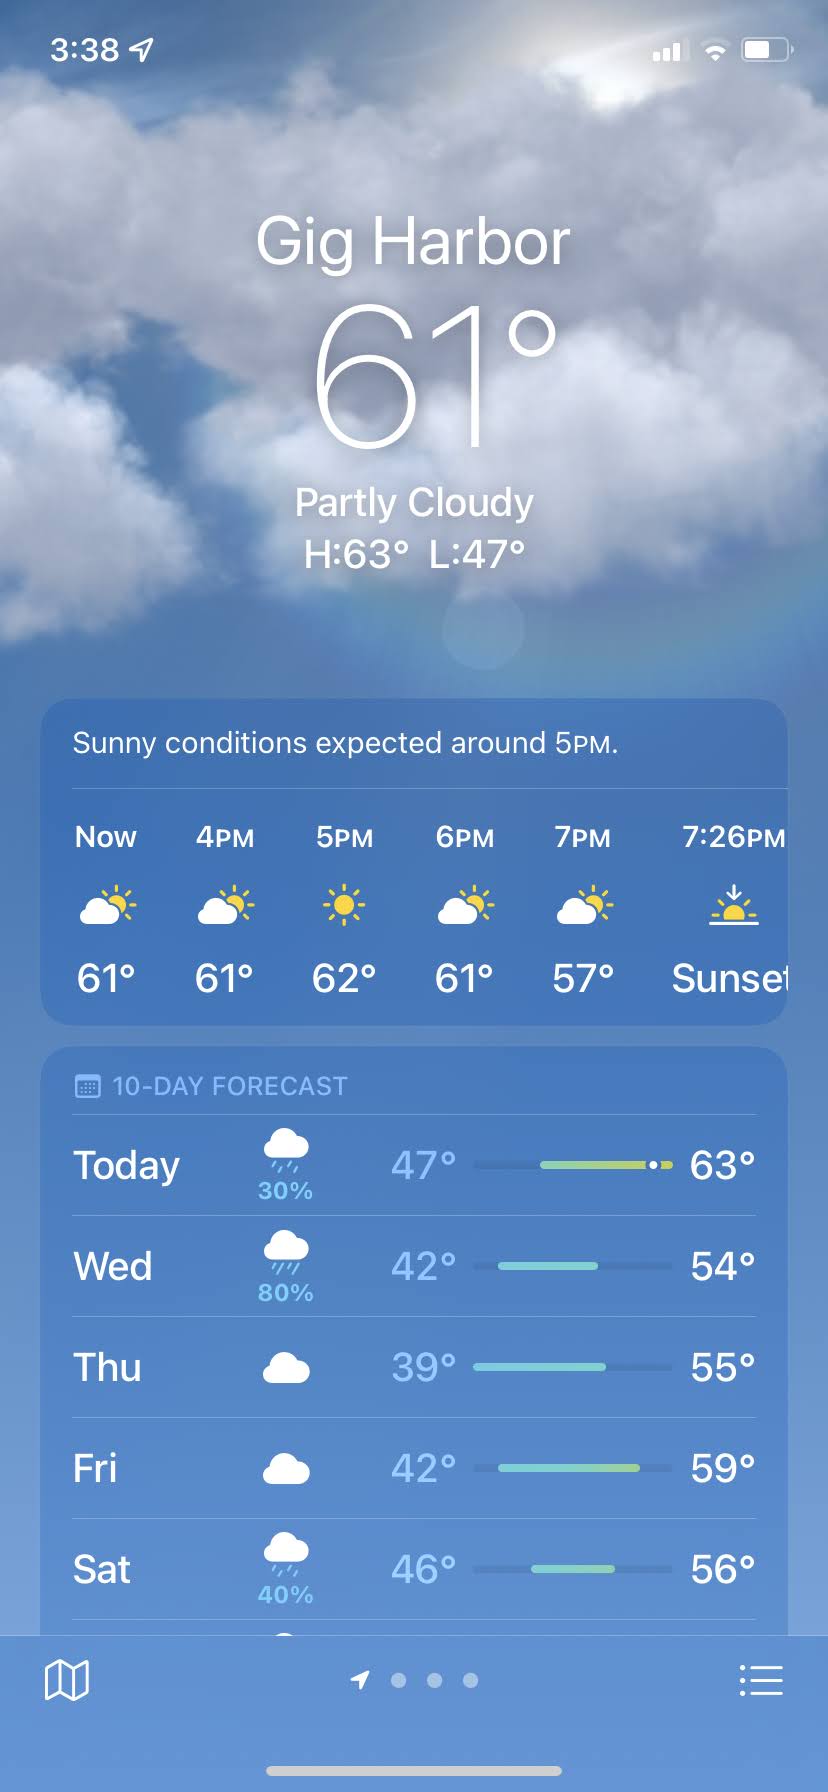 3:38
Gig Harbor
61°
Partly Cloudy
H:63° L:47°
Sunny conditions expected around 5PM.
Now 4PM 5PM 6PM 7PM 7:26PM
61° 61° 62° 61° 57° Sunset
10-DAY FORECAST
Today 30% 47° 63°
Wed 80% 42° 54°
Thu 39° 55°
Fri 42° 59°
Sat 40% 46° 56°